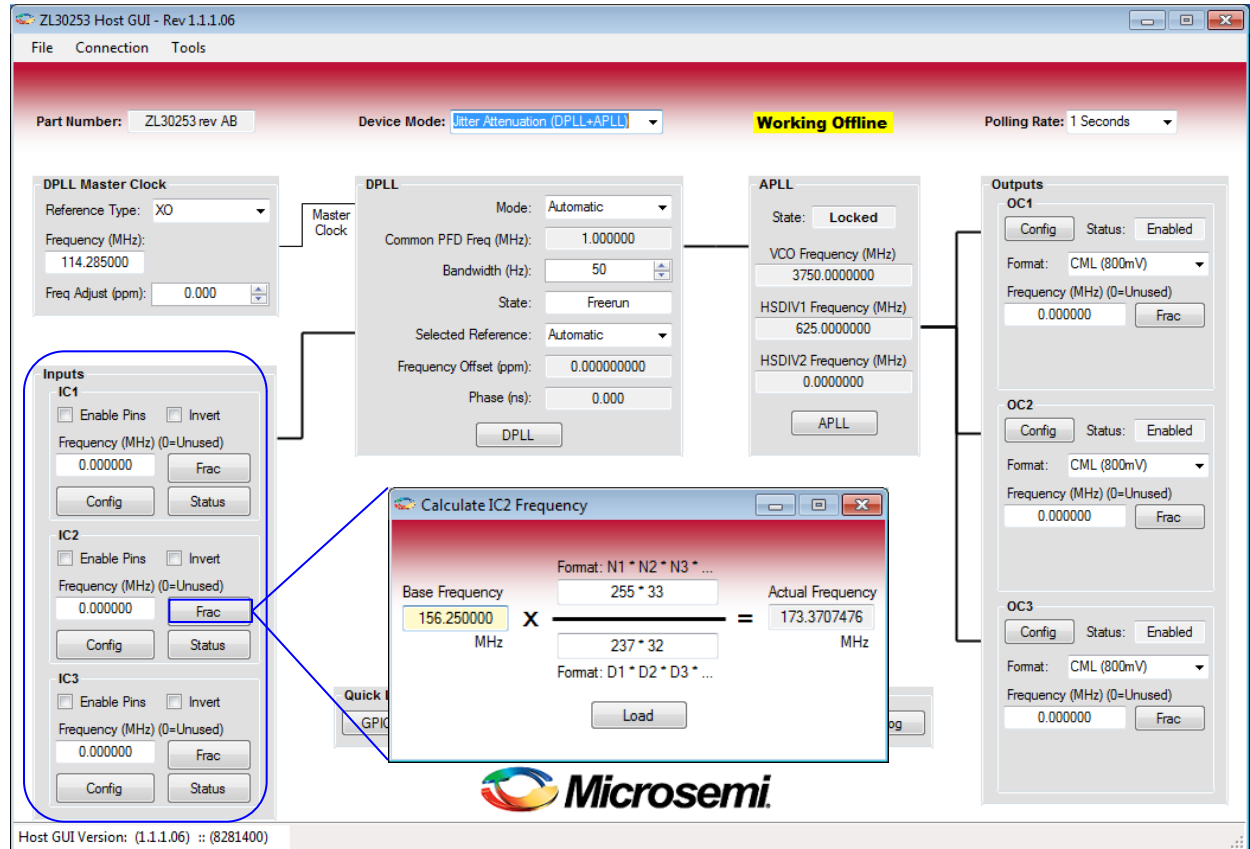 ZL30253 Host GUI - Rev 1.1.1.06
File Connection Tools
Part Number: ZL30253 rev AB
Device Mode: Jitter Attenuation (DPLL+APLL)
Working Offline
Polling Rate: 1 Seconds
DPLL Master Clock
Reference Type: XO
Frequency (MHz):
114.285000
Freq Adjust (ppm): 0.000
Master
Clock
DPLL
Mode: Automatic
Common PFD Freq (MHz): 1.000000
Bandwidth (Hz): 50
State: Freerun
Selected Reference: Automatic
Frequency Offset (ppm): 0.000000000
Phase (ns): 0.000
DPLL
APLL
State: Locked
VCO Frequency (MHz)
3750.0000000
HSDIV1 Frequency (MHz)
625.0000000
HSDIV2 Frequency (MHz)
0.0000000
APLL
Outputs
OC1
Config Status: Enabled
Format: CML (800mV)
Frequency (MHz) (0=Unused)
0.000000 Frac
OC2
Config Status: Enabled
Format: CML (800mV)
Frequency (MHz) (0=Unused)
0.000000 Frac
OC3
Config Status: Enabled
Format: CML (800mV)
Frequency (MHz) (0=Unused)
0.000000 Frac
Inputs
IC1
Enable Pins Invert
Frequency (MHz) (0=Unused)
0.000000 Frac
Config Status
IC2
Enable Pins Invert
Frequency (MHz) (0=Unused)
0.000000 Frac
Config Status
IC3
Enable Pins Invert
Frequency (MHz) (0=Unused)
0.000000 Frac
Config Status
Calculate IC2 Frequency
Format: N1 * N2 * N3 * ...
Base Frequency 255 * 33 Actual Frequency
156.250000 X = 173.3707476
MHz 237 * 32 MHz
Format: D1 * D2 * D3 * ...
Load
Quick
Microsemi.
Host GUI Version: (1.1.1.06) :: (8281400)